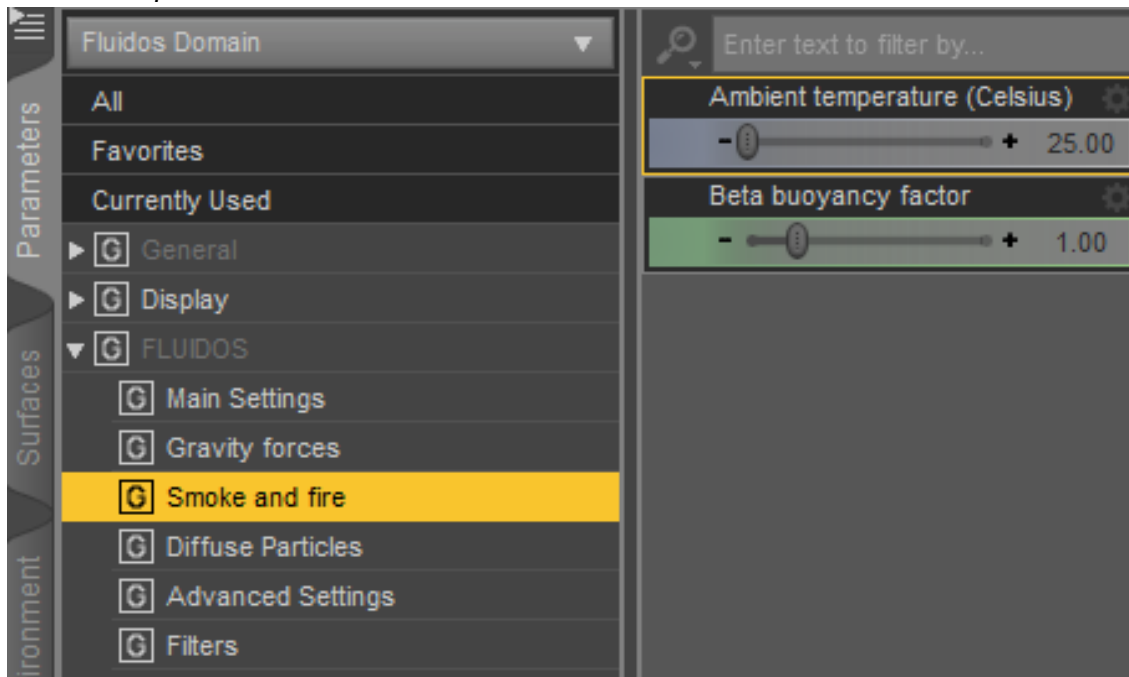 Parameters
Surfaces
ironment
Fluidos Domain
All
Favorites
Currently Used
G General
G Display
G FLUIDOS
G Main Settings
G Gravity forces
G Smoke and fire
G Diffuse Particles
G Advanced Settings
G Filters
Enter text to filter by...
Ambient temperature (Celsius)
- + 25.00
Beta buoyancy factor
- + 1.00